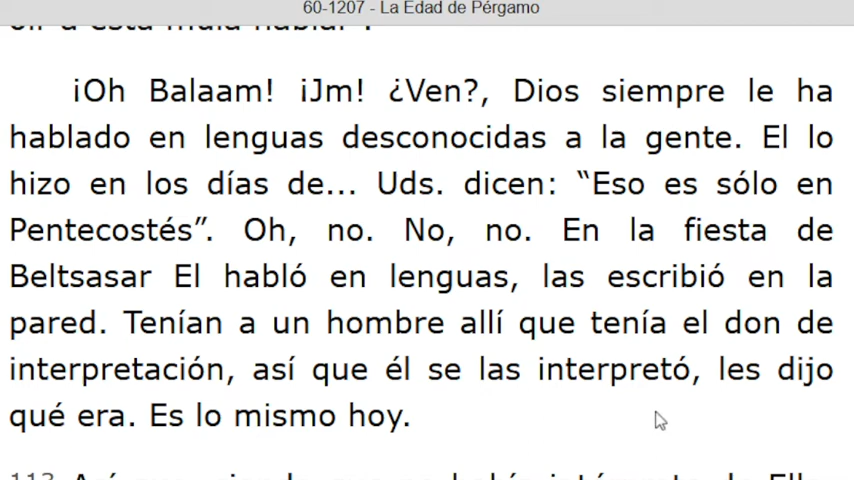 60-1207 - La Edad de Pérgamo
¡Oh Balaam! ¡Jm! ¿Ven?, Dios siempre le ha
hablado en lenguas desconocidas a la gente. El lo
hizo en los días de... Uds. dicen: “Eso es sólo en
Pentecostés”. Oh, no. No, no. En la fiesta de
Beltsasar El habló en lenguas, las escribió en la
pared. Tenían a un hombre allí que tenía el don de
interpretación, así que él se las interpretó, les dijo
qué era. Es lo mismo hoy.